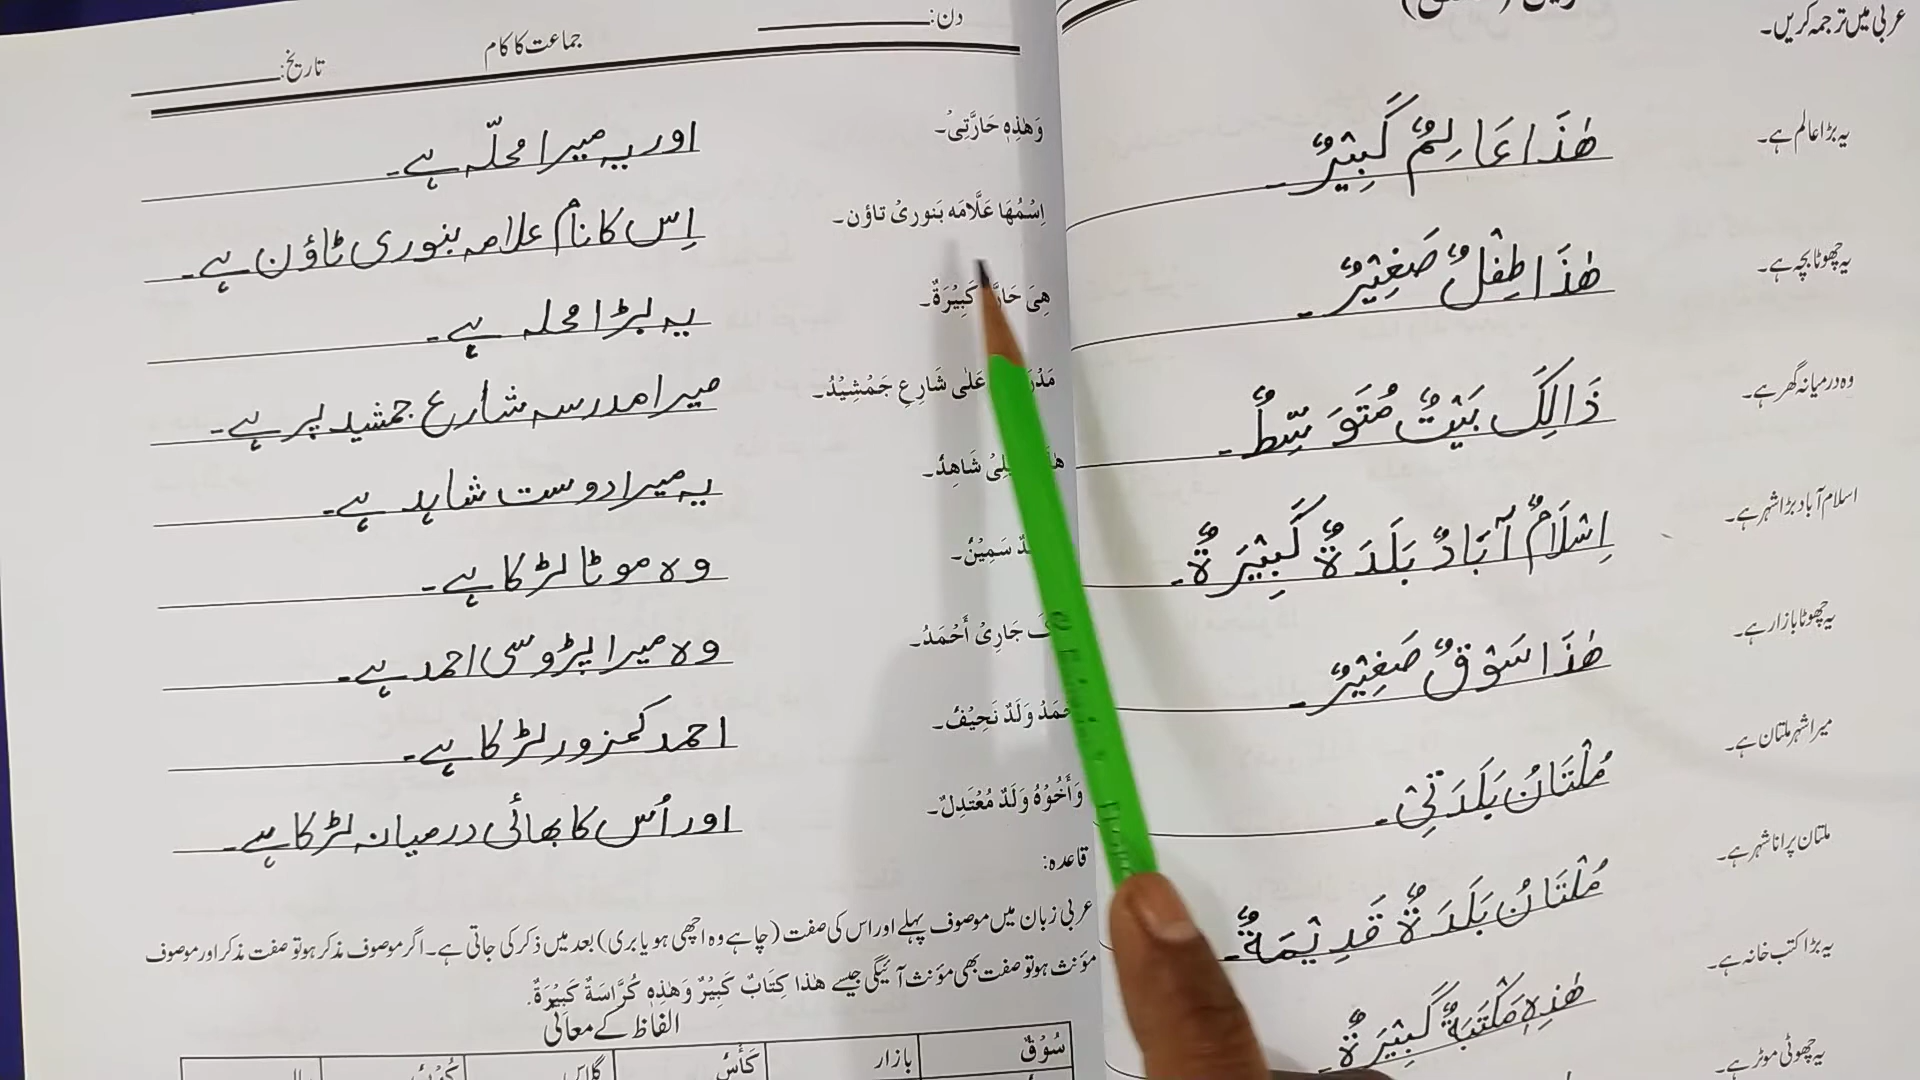 عربی میں ترجمہ کریں۔
یہ بڑا عالم ہے۔ هٰذَا عَالِمٌ كَبِيْرٌ۔
یہ چھوٹا بچہ ہے۔ هٰذَا طِفْلٌ صَغِيْرٌ۔
وہ درمیانہ گھر ہے۔ ذَالِكَ بَيْتٌ مُتَوَسِّطٌ۔
اسلام آباد بڑا شہر ہے۔ اِسْلَامٌ آبَادٌ بَلَدَةٌ كَبِيْرَةٌ۔
یہ چھوٹا بازار ہے۔ هٰذَا سَوْقٌ صَغِيْرٌ۔
میرا شہر ملتان ہے۔ مُلْتَانُ بَلَدَتِيْ۔
ملتان پرانا شہر ہے۔ مُلْتَانُ بَلَدَةٌ قَدِيْمَةٌ۔
یہ بڑا کتب خانہ ہے۔ هٰذِهٖ مَكْتَبَةٌ كَبِيْرَةٌ۔
یہ چھوٹی موٹر ہے۔
دن: جماعت کا کام تاریخ:
وَهٰذِهٖ حَارَّتِیْ۔ اور یہ میرا محلّہ ہے۔
اِسْمُهَا عَلَّامَه بَنورِیْ تاؤن۔ اِس کا نام علامہ بنوری ٹاؤن ہے۔
هِیَ كَبِيْرَةٌ۔ یہ بڑا محلہ ہے۔
عَلٰی شَارِعِ جَمْشِيْدُ۔ میرا مدرسہ شارع جمشید پر ہے۔
شَاهِدٌ۔ یہ میرا دوست شاہد ہے۔
سَمِيْنٌ۔ وہ موٹا لڑکا ہے۔
جَارِیْ أَحْمَدُ۔ وہ میرا پڑوسی احمد ہے۔
وَلَدٌ نَحِيْفٌ۔ احمد کمزور لڑکا ہے۔
وَأَخُوْهُ وَلَدٌ مُعْتَدِلٌ۔ اور اُس کا بھائی درمیانہ لڑکا ہے۔
قاعدہ:
عربی زبان میں موصوف پہلے اور اس کی صفت (چاہے وہ اچھی ہو یا بری) بعد میں ذکر کی جاتی ہے۔ اگر موصوف مذکر ہو تو صفت مذکر اور موصوف
مؤنث ہو تو صفت بھی مؤنث آئیگی جیسے هٰذا كِتَابٌ كَبِيْرٌ وَهٰذِهٖ كُرَّاسَةٌ كَبِيْرَةٌ.
الفاظ کے معانی
سُوْقٌ بازار كَأْسٌ گلاس